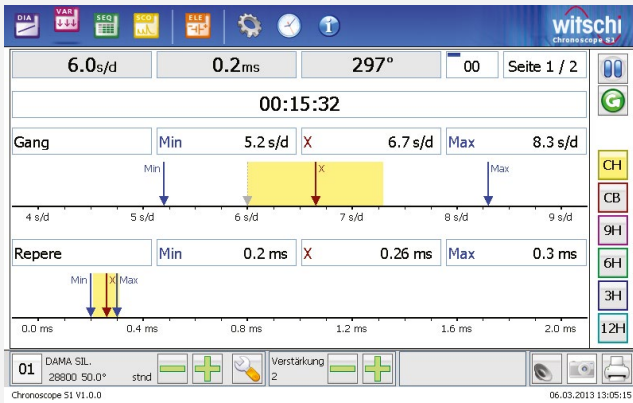 DIA VAR SEQ SCO ELE witschi
Chronoscope S1
6.0s/d 0.2ms 297° 00 Seite 1 / 2
00:15:32
Gang Min 5.2 s/d X 6.7 s/d Max 8.3 s/d
Min X Max
4 s/d 5 s/d 6 s/d 7 s/d 8 s/d 9 s/d
Repere Min 0.2 ms X 0.26 ms Max 0.3 ms
Min X Max
0.0 ms 0.4 ms 0.8 ms 1.2 ms 1.6 ms 2.0 ms
CH
CB
9H
6H
3H
12H
01 DAMA SIL. Verstärkung
28800 50.0° stnd 2
Chronoscope S1 V1.0.0 06.03.2013 13:05:15